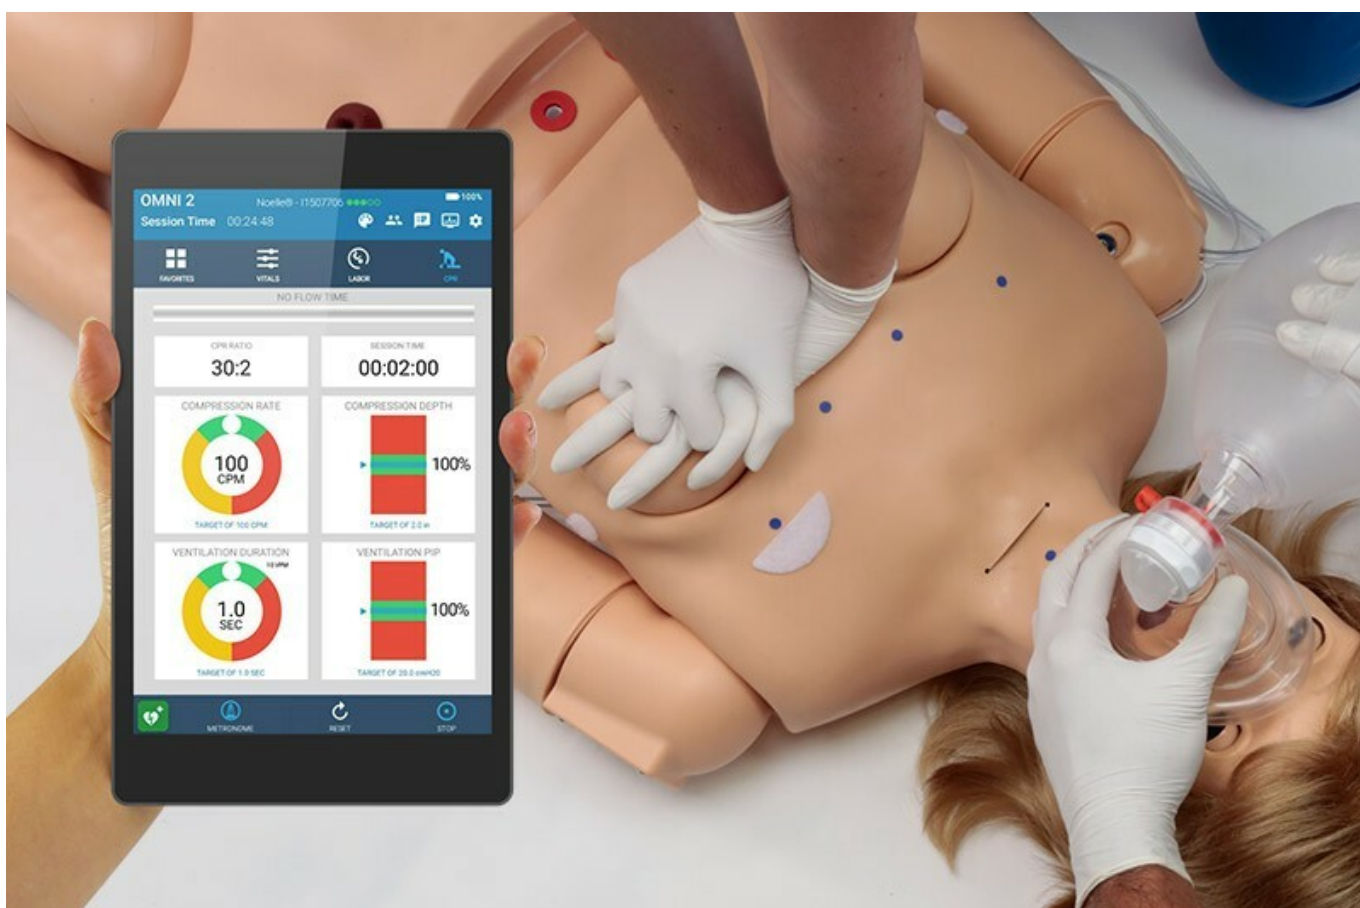 OMNI 2
Noelle® - I1507706
100%
Session Time 00:24:48
FAVORITES VITALS LABOR CPR
NO FLOW TIME
CPR RATIO SESSION TIME
30:2 00:02:00
COMPRESSION RATE COMPRESSION DEPTH
100
CPM
100%
TARGET OF 100 CPM TARGET OF 2.0 in
VENTILATION DURATION VENTILATION PIP
10 VPM
1.0
SEC
100%
TARGET OF 1.0 SEC TARGET OF 20.0 cmH2O
METRONOME RESET STOP